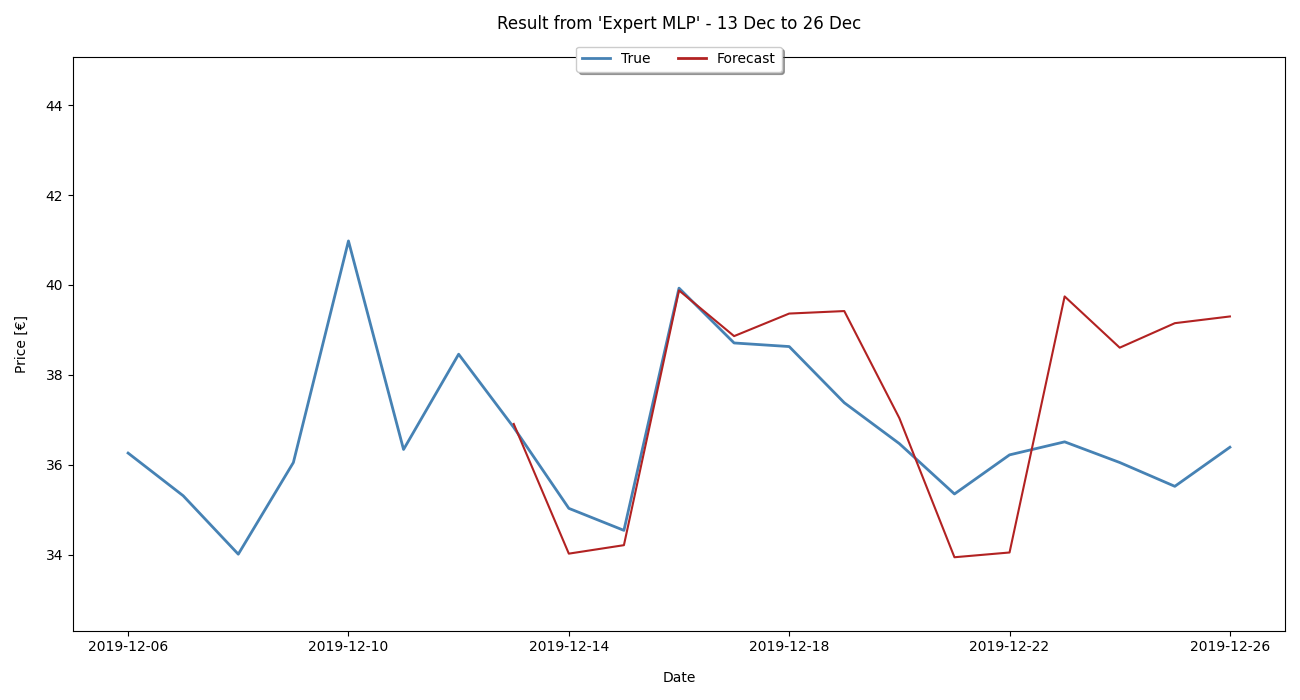 Result from 'Expert MLP' - 13 Dec to 26 Dec
True Forecast
44
42
40
38
36
34
Price [€]
2019-12-06 2019-12-10 2019-12-14 2019-12-18 2019-12-22 2019-12-26
Date